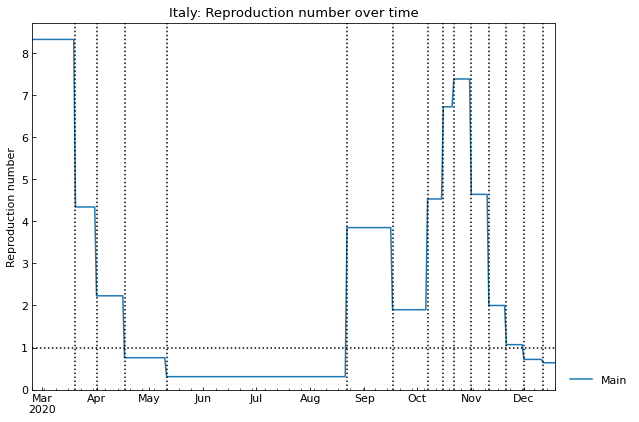 Italy: Reproduction number over time
Reproduction number
8
7
6
5
4
3
2
1
0
Mar Apr May Jun Jul Aug Sep Oct Nov Dec
2020
Main